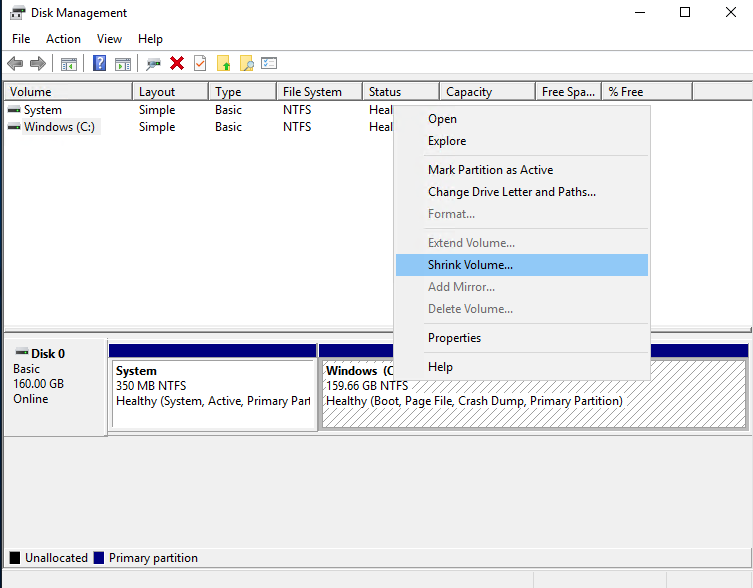 Disk Management
File Action View Help
Volume Layout Type File System Status Capacity Free Spa... % Free
System Simple Basic NTFS Heal
Windows (C:) Simple Basic NTFS Heal
Open
Explore
Mark Partition as Active
Change Drive Letter and Paths...
Format...
Extend Volume...
Shrink Volume...
Add Mirror...
Delete Volume...
Properties
Help
Disk 0
Basic
160.00 GB
Online
System
350 MB NTFS
Healthy (System, Active, Primary Part
Windows (C
159.66 GB NTFS
Healthy (Boot, Page File, Crash Dump, Primary Partition)
Unallocated Primary partition